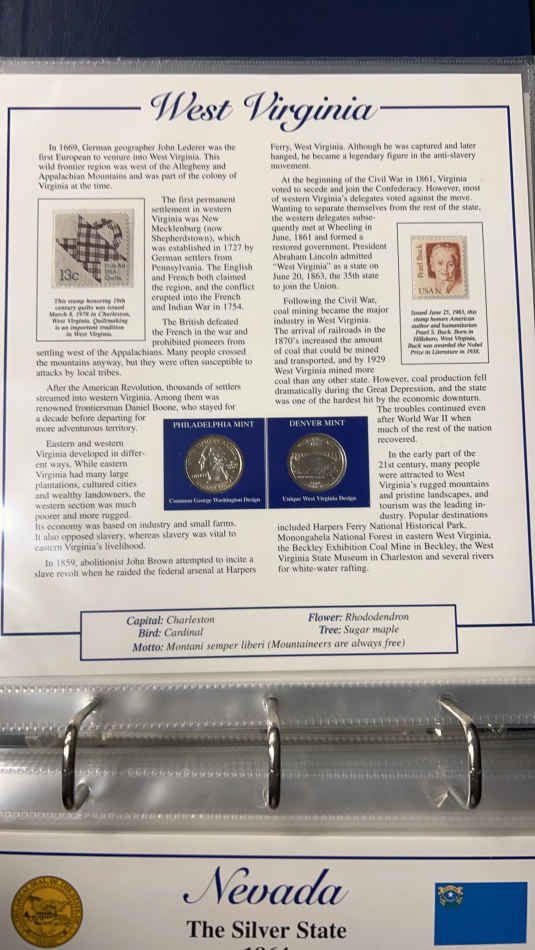 West Virginia
In 1669, German geographer John Lederer was the
first European to venture into West Virginia. This
wild frontier region was west of the Allegheny and
Appalachian Mountains and was part of the colony of
Virginia at the time.
13c
This stamp honoring 19th
century quilts was issued
March 8, 1978 in Charleston,
West Virginia. Quiltmaking
is an important tradition
in West Virginia.
The first permanent
settlement in western
Virginia was New
Mecklenburg (now
Shepherdstown), which
was established in 1727 by
German settlers from
Pennsylvania. The English
and French both claimed
the region, and the conflict
erupted into the French
and Indian War in 1754.
The British defeated
the French in the war and
prohibited pioneers from
settling west of the Appalachians. Many people crossed
the mountains anyway, but they were often susceptible to
attacks by local tribes.
After the American Revolution, thousands of settlers
streamed into western Virginia. Among them was
renowned frontiersman Daniel Boone, who stayed for
a decade before departing for
more adventurous territory.
Eastern and western
Virginia developed in differ-
ent ways. While eastern
Virginia had many large
plantations, cultured cities
and wealthy landowners, the
western section was much
poorer and more rugged.
Its economy was based on industry and small farms.
It also opposed slavery, whereas slavery was vital to
eastern Virginia's livelihood.
In 1859, abolitionist John Brown attempted to incite a
slave revolt when he raided the federal arsenal at Harpers
Ferry, West Virginia. Although he was captured and later
hanged, he became a legendary figure in the anti-slavery
movement.
At the beginning of the Civil War in 1861, Virginia
voted to secede and join the Confederacy. However, most
of western Virginia's delegates voted against the move.
Wanting to separate themselves from the rest of the state,
the western delegates subse-
quently met at Wheeling in
June, 1861 and formed a
restored government. President
Abraham Lincoln admitted
"West Virginia" as a state on
June 20, 1863, the 35th state
to join the Union.
Following the Civil War,
coal mining became the major
industry in West Virginia.
The arrival of railroads in the
1870's increased the amount
of coal that could be mined
and transported, and by 1929
West Virginia mined more
coal than any other state. However, coal production fell
dramatically during the Great Depression, and the state
was one of the hardest hit by the economic downturn.
Pearl Buck
USA
Issued June 25, 1983, this
stamp honors American
author and humanitarian
Pearl S. Buck. Born in
Hillsboro, West Virginia,
Buck was awarded the Nobel
Prize in Literature in 1938.
The troubles continued even
after World War II when
much of the rest of the nation
recovered.
In the early part of the
21st century, many people
were attracted to West
Virginia's rugged mountains
and pristine landscapes, and
tourism was the leading in-
dustry. Popular destinations
included Harpers Ferry National Historical Park,
Monongahela National Forest in eastern West Virginia,
the Beckley Exhibition Coal Mine in Beckley, the West
Virginia State Museum in Charleston and several rivers
for white-water rafting.
PHILADELPHIA MINT
Common George Washington Design
DENVER MINT
Unique West Virginia Design
Capital: Charleston
Flower: Rhododendron
Bird: Cardinal
Tree: Sugar maple
Motto: Montani semper liberi (Mountaineers are always free)
Nevada
The Silver State